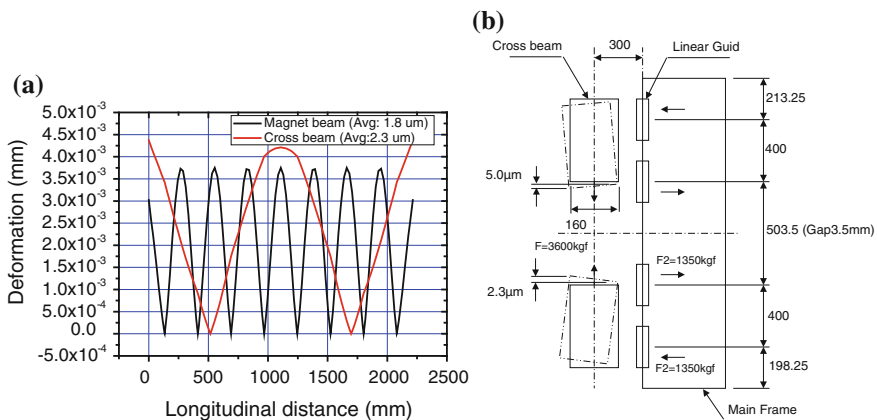 (a)
Deformation (mm)
5.0x10⁻³
4.5x10⁻³
4.0x10⁻³
3.5x10⁻³
3.0x10⁻³
2.5x10⁻³
2.0x10⁻³
1.5x10⁻³
1.0x10⁻³
5.0x10⁻⁴
0.0
-5.0x10⁻⁴
Magnet beam (Avg: 1.8 um)
Cross beam (Avg:2.3 um)
0 500 1000 1500 2000 2500
Longitudinal distance (mm)
(b)
Cross beam
300
Linear Guid
213.25
400
5.0µm
160
503.5 (Gap3.5mm)
F=3600kgf
F2=1350kgf
2.3µm
400
F2=1350kgf
198.25
Main Frame